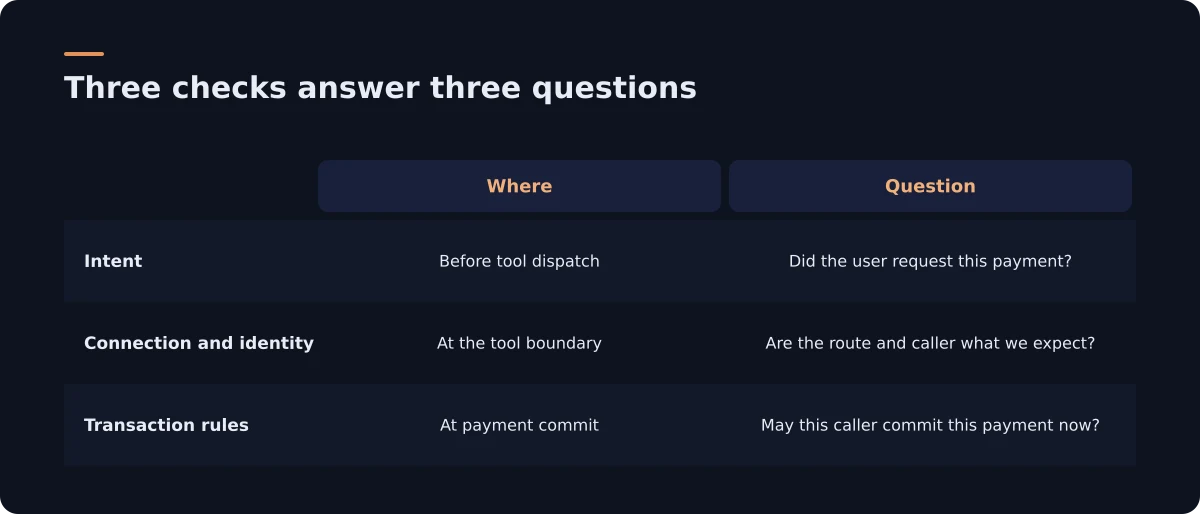 Three checks answer three questions
Where Question
Intent Before tool dispatch Did the user request this payment?
Connection and identity At the tool boundary Are the route and caller what we expect?
Transaction rules At payment commit May this caller commit this payment now?